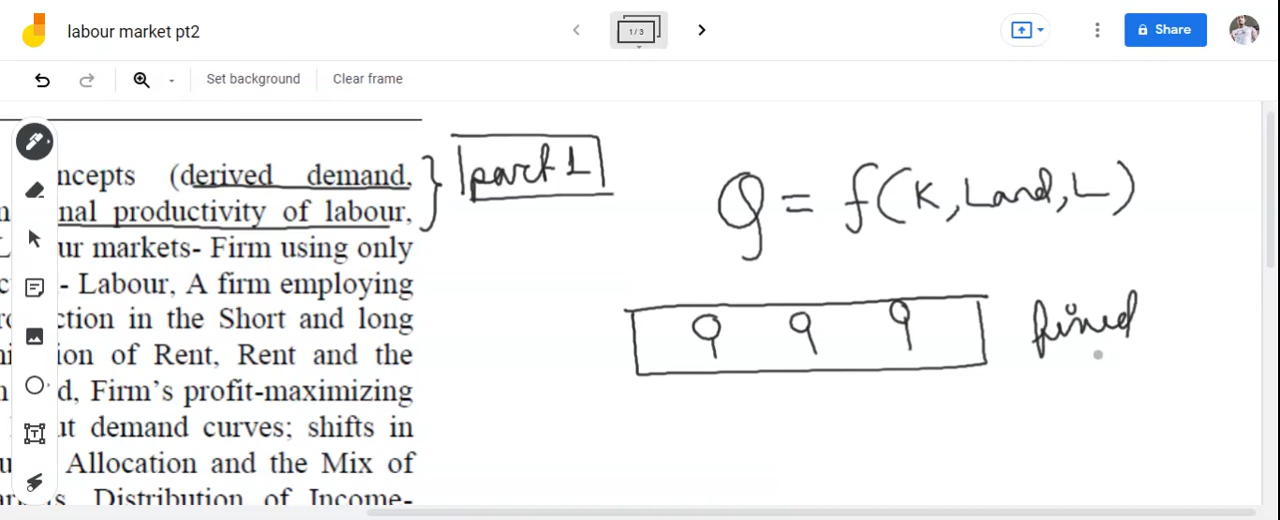 labour market pt2
1 / 3
Share
Set background
Clear frame
ncepts (derived demand,
nal productivity of labour,
ur markets- Firm using only
- Labour, A firm employing
ction in the Short and long
ion of Rent, Rent and the
d, Firm's profit-maximizing
ut demand curves; shifts in
Allocation and the Mix of
s, Distribution of Income-
part 1
Q = f(K, Land, L)